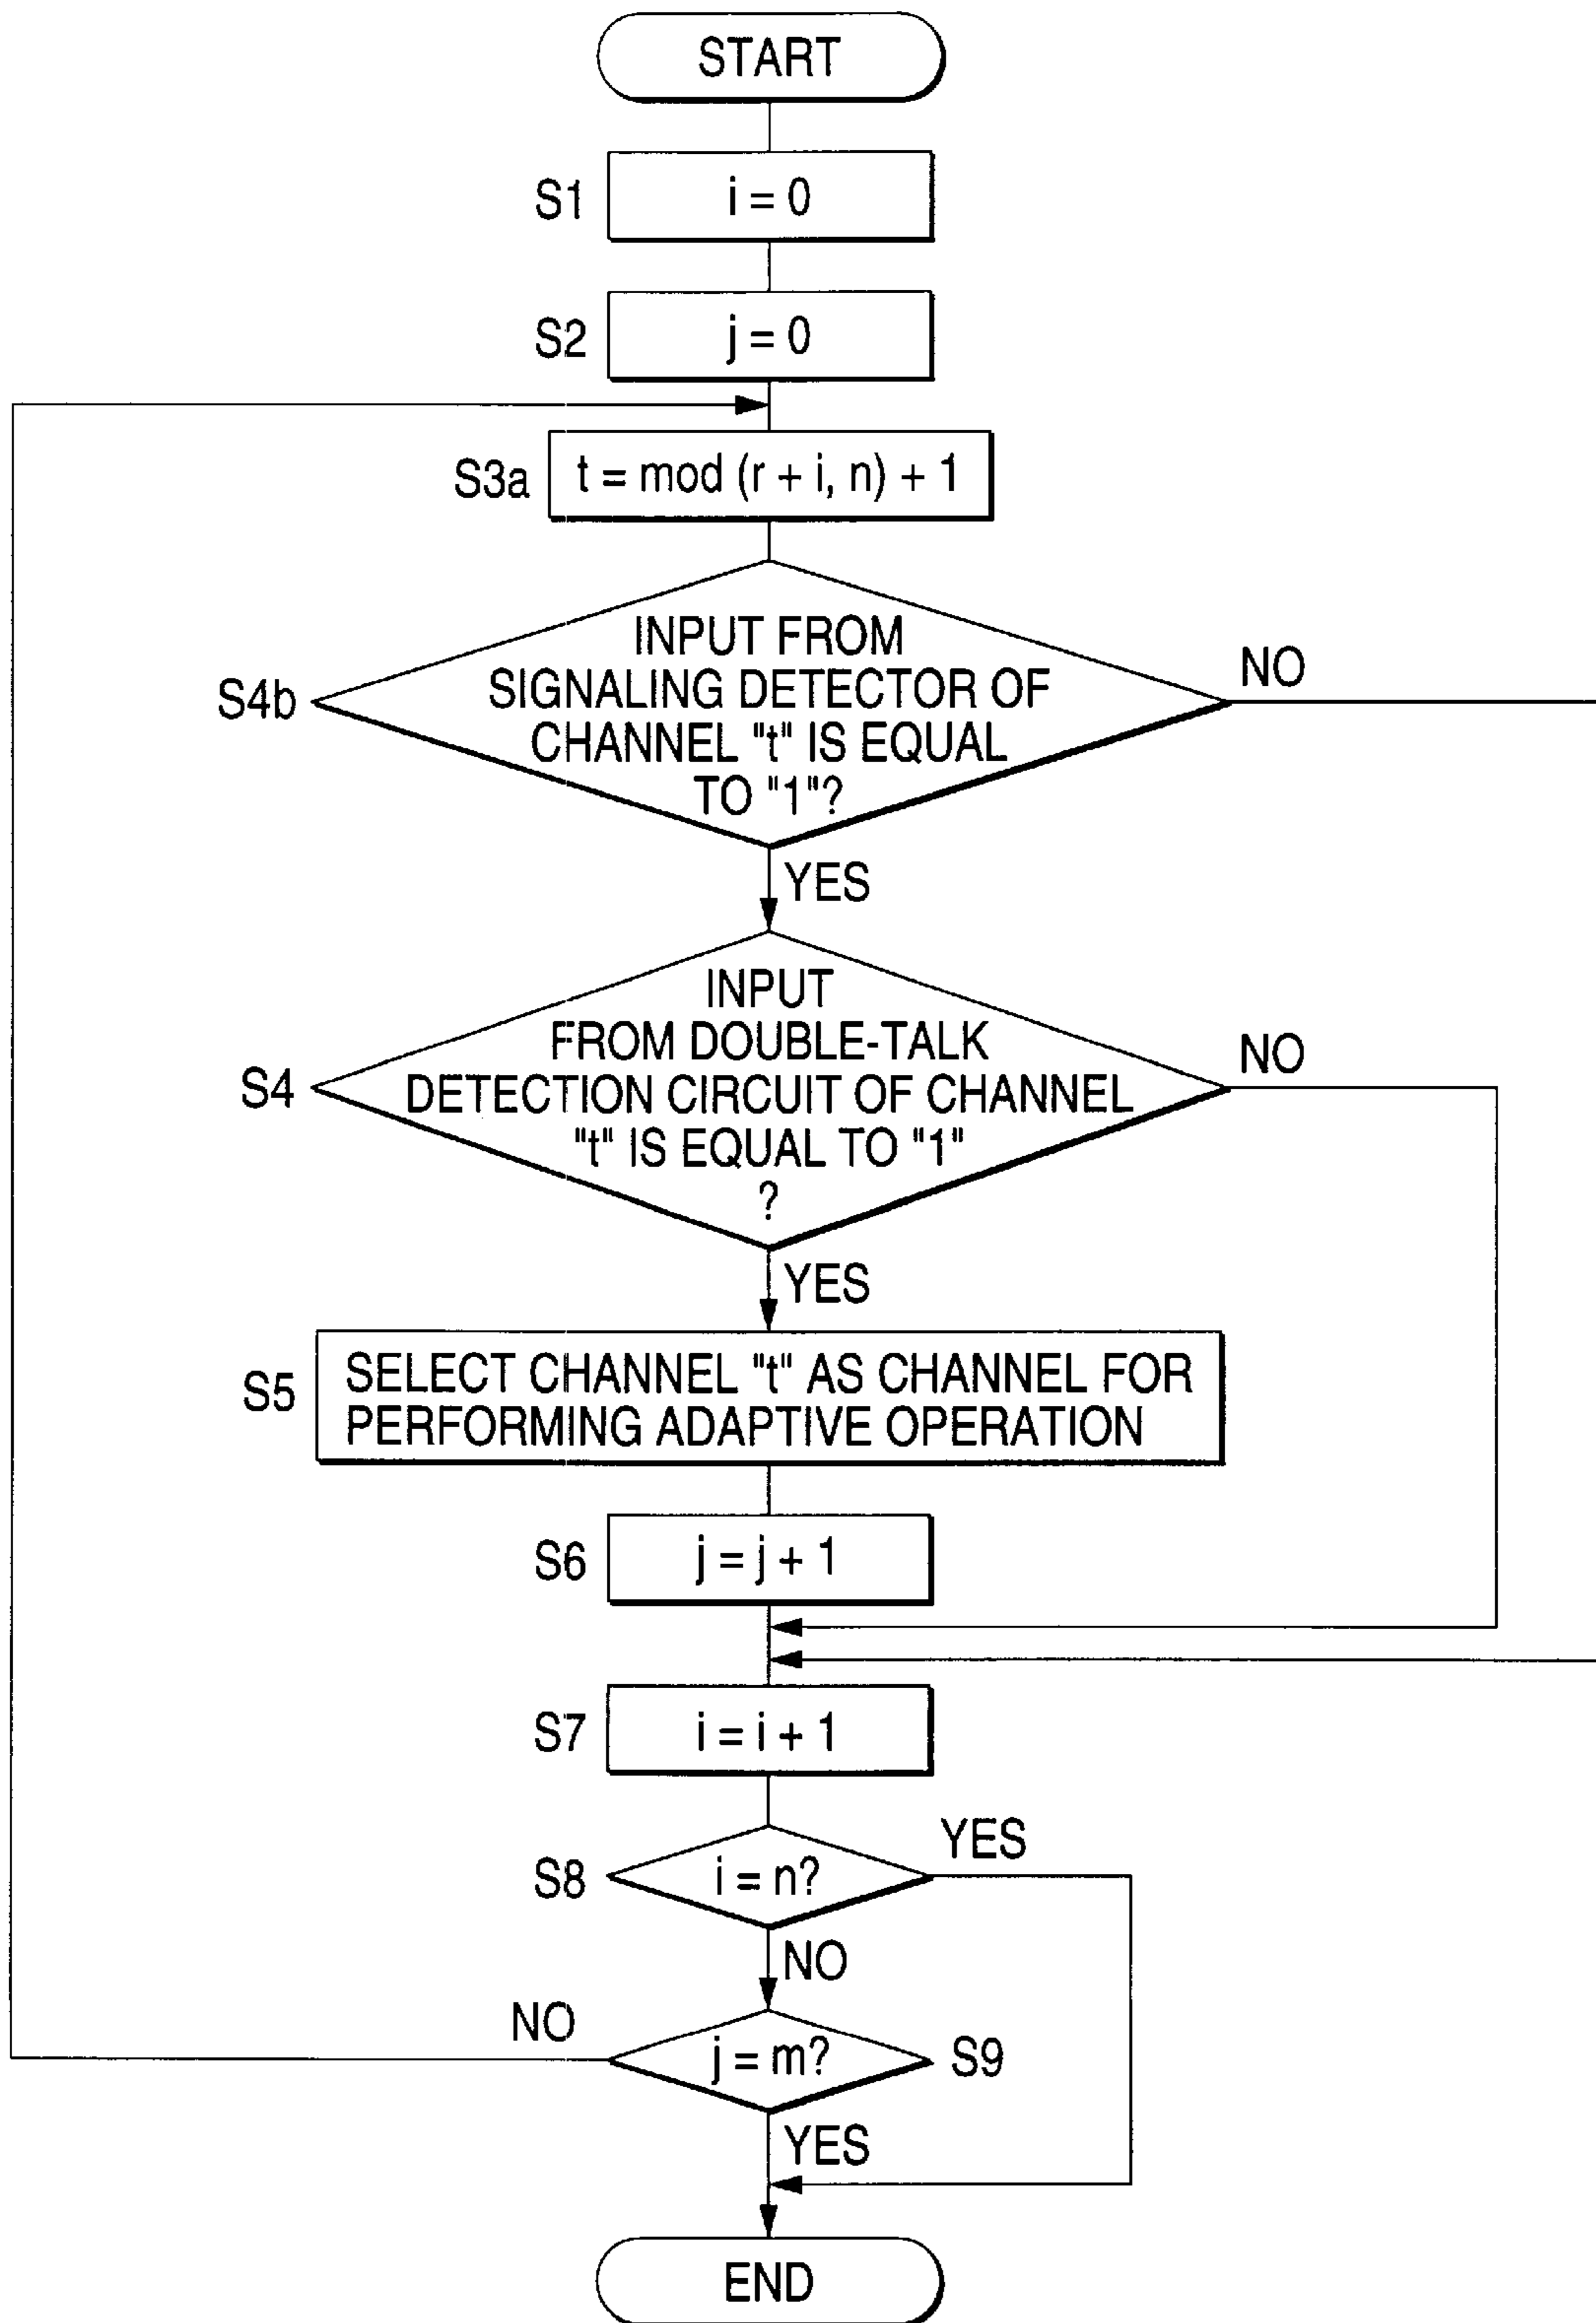 START
S1
i = 0
S2
j = 0
S3a
t = mod (r + i, n) + 1
S4b
INPUT FROM
SIGNALING DETECTOR OF
CHANNEL "t" IS EQUAL
TO "1"?
NO
YES
S4
INPUT
FROM DOUBLE-TALK
DETECTION CIRCUIT OF CHANNEL
"t" IS EQUAL TO "1"
?
NO
YES
S5
SELECT CHANNEL "t" AS CHANNEL FOR
PERFORMING ADAPTIVE OPERATION
S6
j = j + 1
S7
i = i + 1
S8
i = n?
YES
NO
NO
j = m?
S9
YES
END